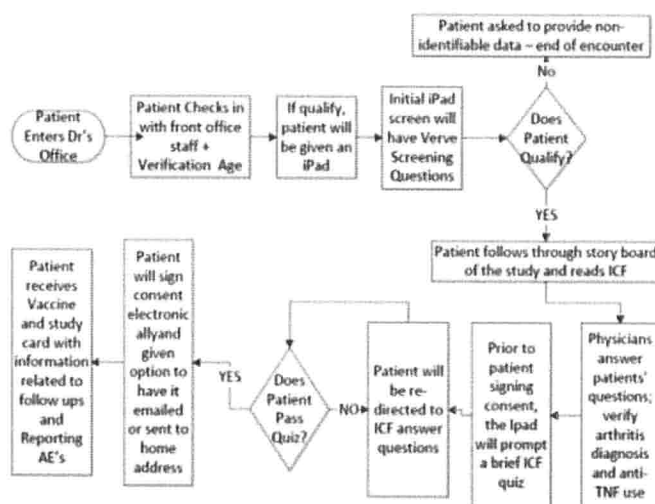 Patient asked to provide non-
identifiable data – end of encounter
No
Patient
Enters Dr's
Office
Patient Checks in
with front office
staff +
Verification Age
If qualify,
patient will
be given an
iPad
Initial iPad
screen will
have Verve
Screening
Questions
Does
Patient
Qualify?
YES
Patient follows through story board
of the study and reads ICF
Physicians
answer
patients'
questions;
verify
arthritis
diagnosis
and anti-
TNF use
Prior to
patient
signing
consent,
the Ipad
will prompt
a brief ICF
quiz
Patient will
be re-
directed to
ICF answer
questions
NO
Does
Patient
Pass
Quiz?
YES
Patient
will sign
consent
electronic
allyand
given
option to
have it
emailed
or sent to
home
address
Patient
receives
Vaccine
and study
card with
information
related to
follow ups
and
Reporting
AE's